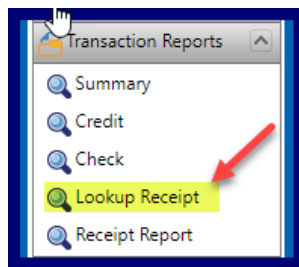 Transaction Reports
Summary
Credit
Check
Lookup Receipt
Receipt Report